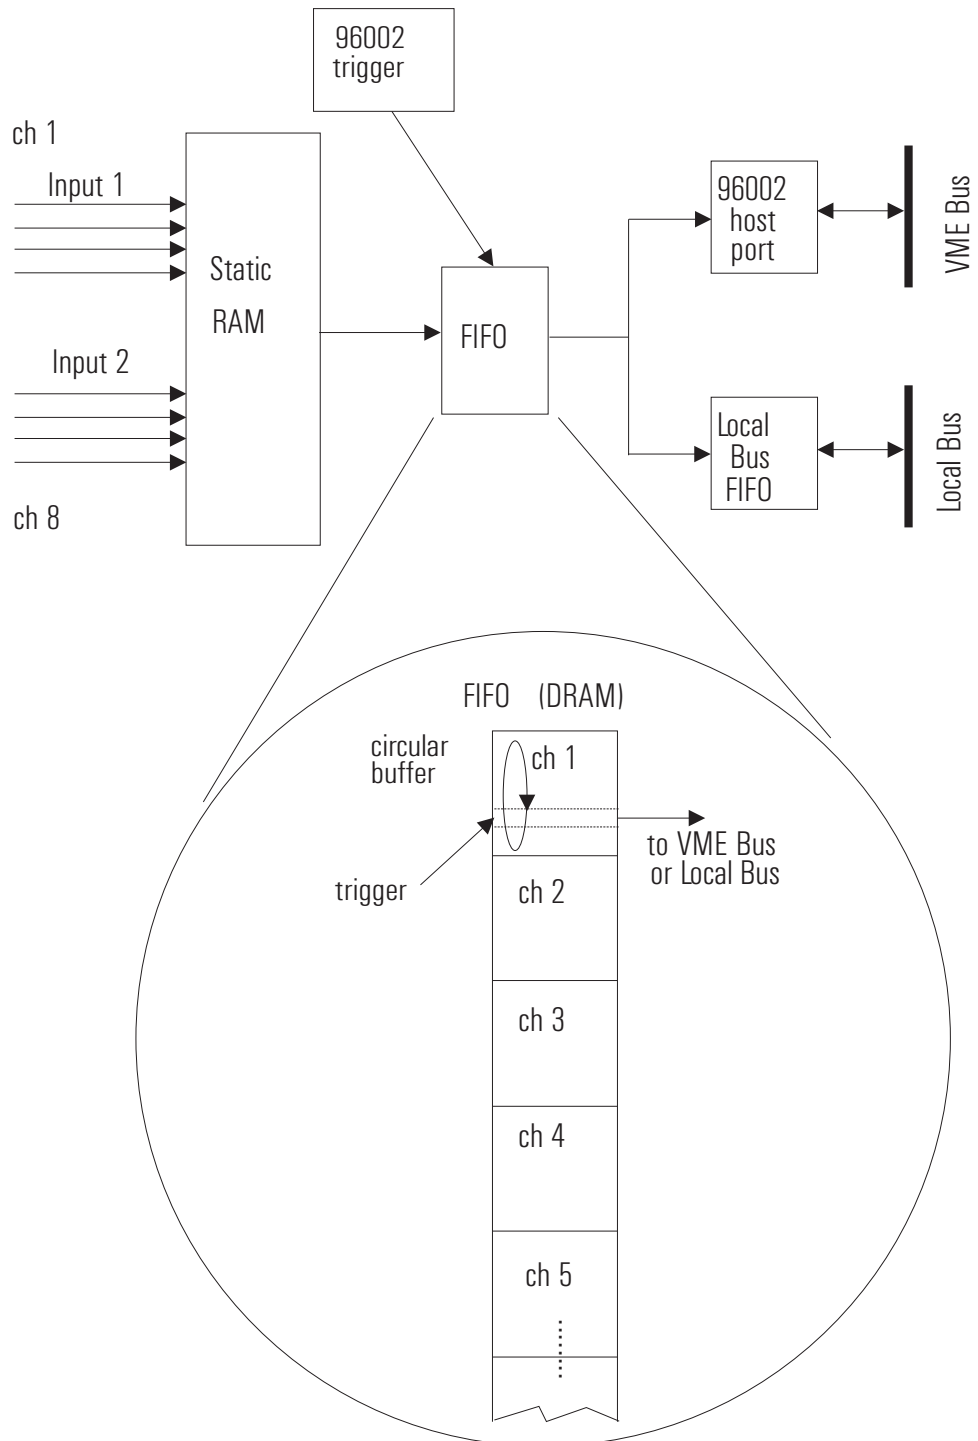 96002
trigger
ch 1
Input 1
Static
RAM
Input 2
ch 8
FIFO
96002
host
port
VME Bus
Local
Bus
FIFO
Local Bus
FIFO (DRAM)
circular
buffer
ch 1
trigger
to VME Bus
or Local Bus
ch 2
ch 3
ch 4
ch 5